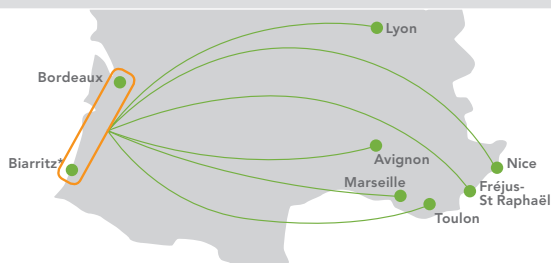 Lyon
Bordeaux
Biarritz*
Avignon
Nice
Marseille
Fréjus-
St Raphaël
Toulon